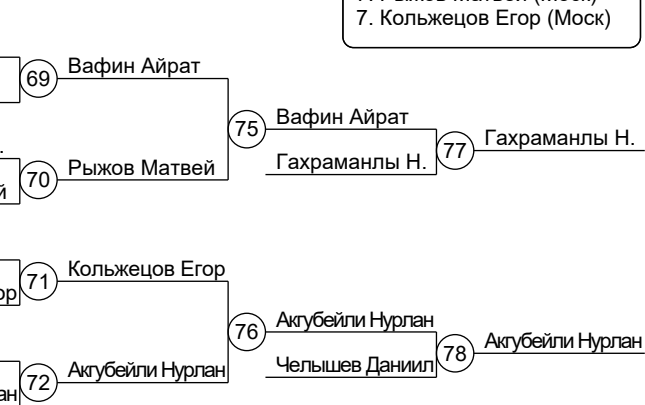 7. Кольжецов Егор (Моск)
69 Вафин Айрат
75 Вафин Айрат
77 Гахраманлы Н.
70 Рыжов Матвей
Гахраманлы Н.
71 Кольжецов Егор
76 Акгубейли Нурлан
78 Акгубейли Нурлан
72 Акгубейли Нурлан
Челышев Даниил